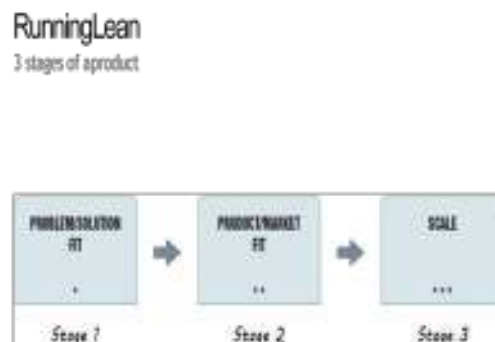 RunningLean
3 stages of aproduct
PROBLEM/SOLUTION
FIT
PRODUCT/MARKET
FIT
SCALE
Stage 1
Stage 2
Stage 3